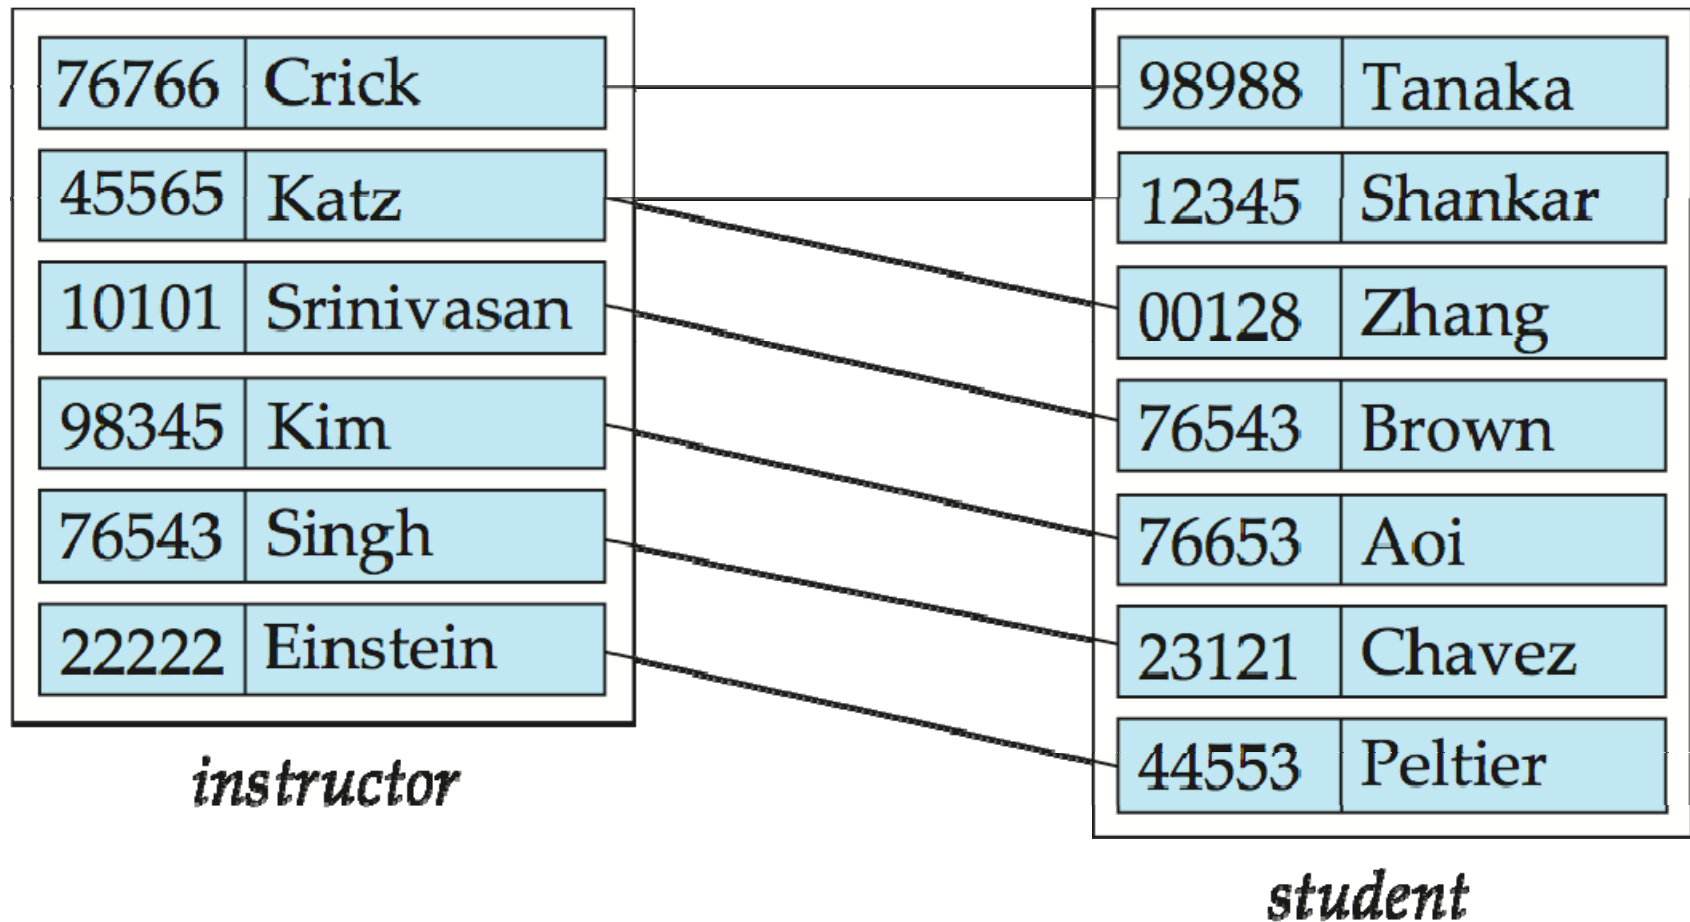 76766 Crick
45565 Katz
10101 Srinivasan
98345 Kim
76543 Singh
22222 Einstein
instructor
98988 Tanaka
12345 Shankar
00128 Zhang
76543 Brown
76653 Aoi
23121 Chavez
44553 Peltier
student